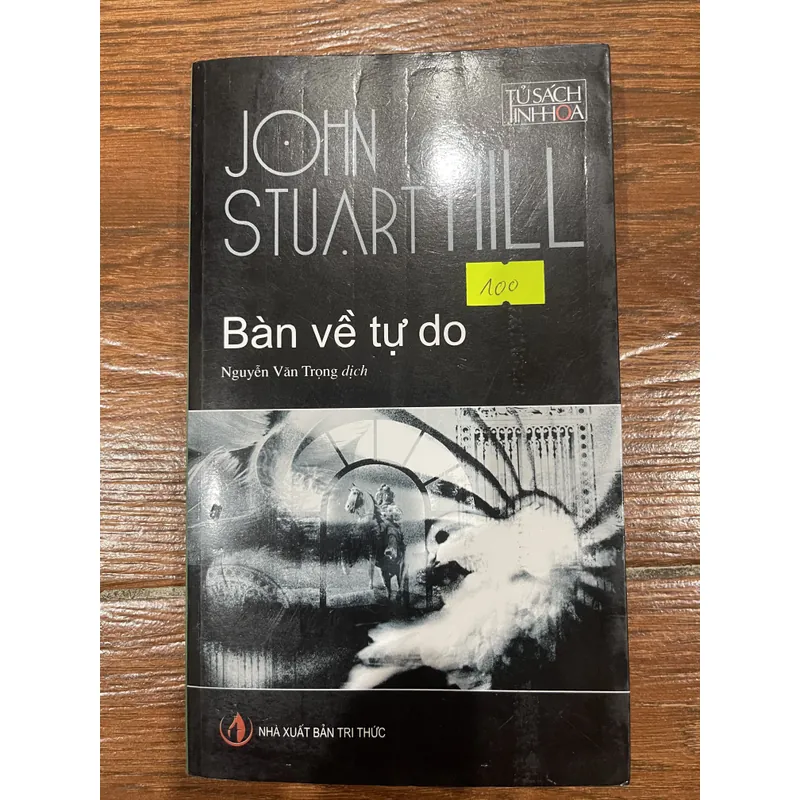 TỦ SÁCH
TINH HOA
JOHN
STUART MILL
100
Bàn về tự do
Nguyễn Văn Trọng dịch
NHÀ XUẤT BẢN TRI THỨC